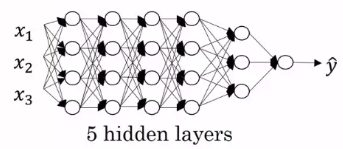 x₁
x₂
x₃
ŷ
5 hidden layers